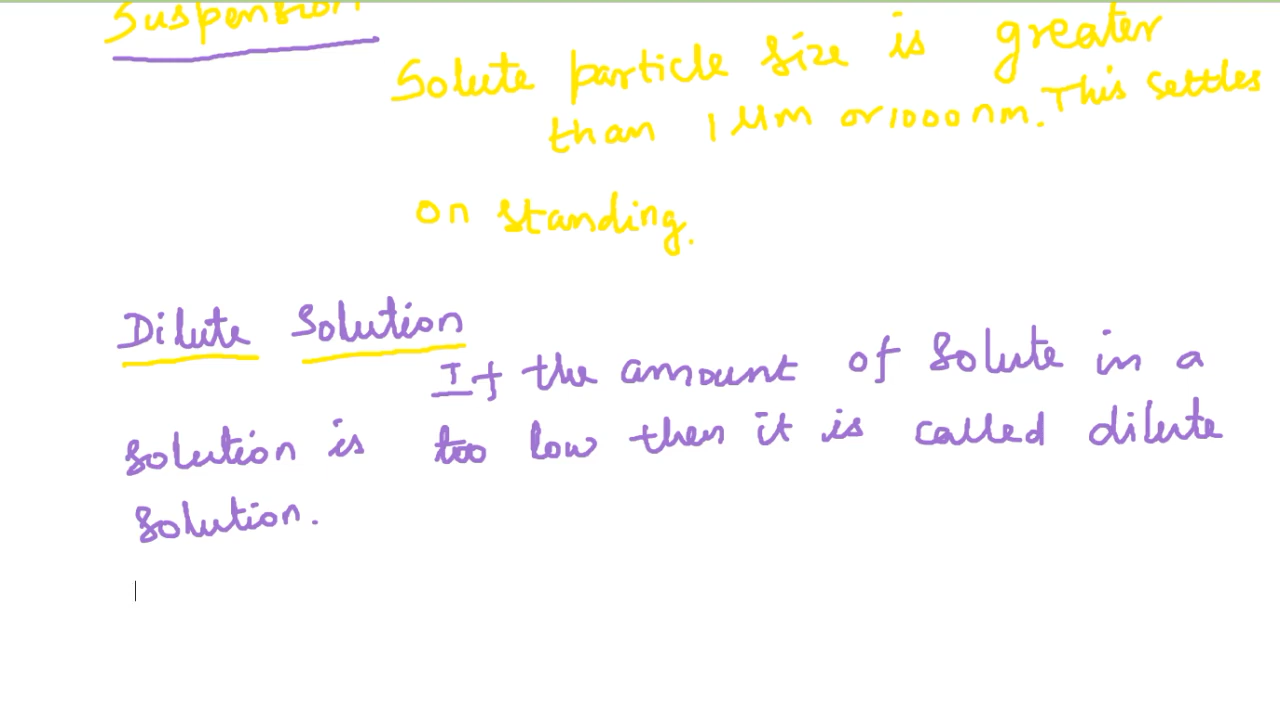 Suspension
Solute particle size is greater
than 1 μm or 1000 nm. This settles
on standing.
Dilute Solution
If the amount of solute in a
solution is too low then it is called dilute
solution.